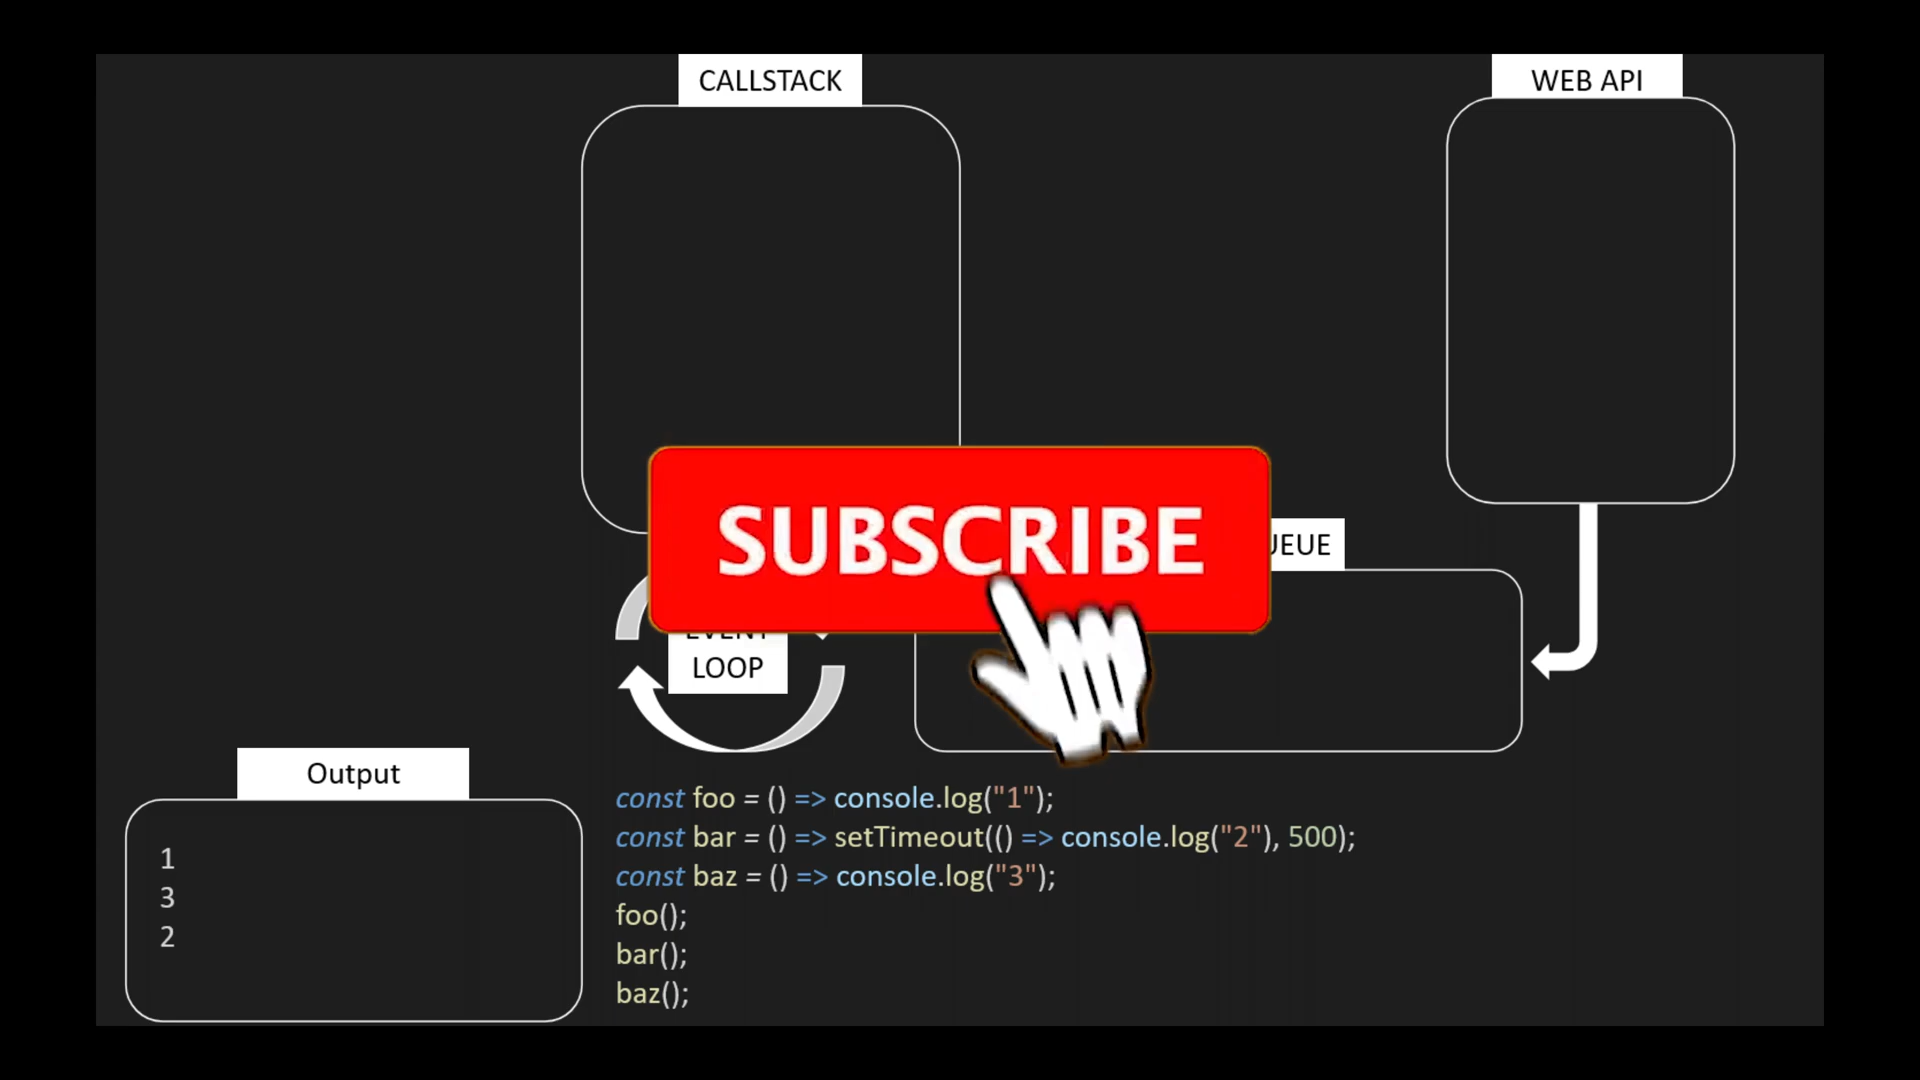 CALLSTACK
WEB API
SUBSCRIBE
LOOP
Output
1
3
2
const foo = () => console.log("1");
const bar = () => setTimeout(() => console.log("2"), 500);
const baz = () => console.log("3");
foo();
bar();
baz();